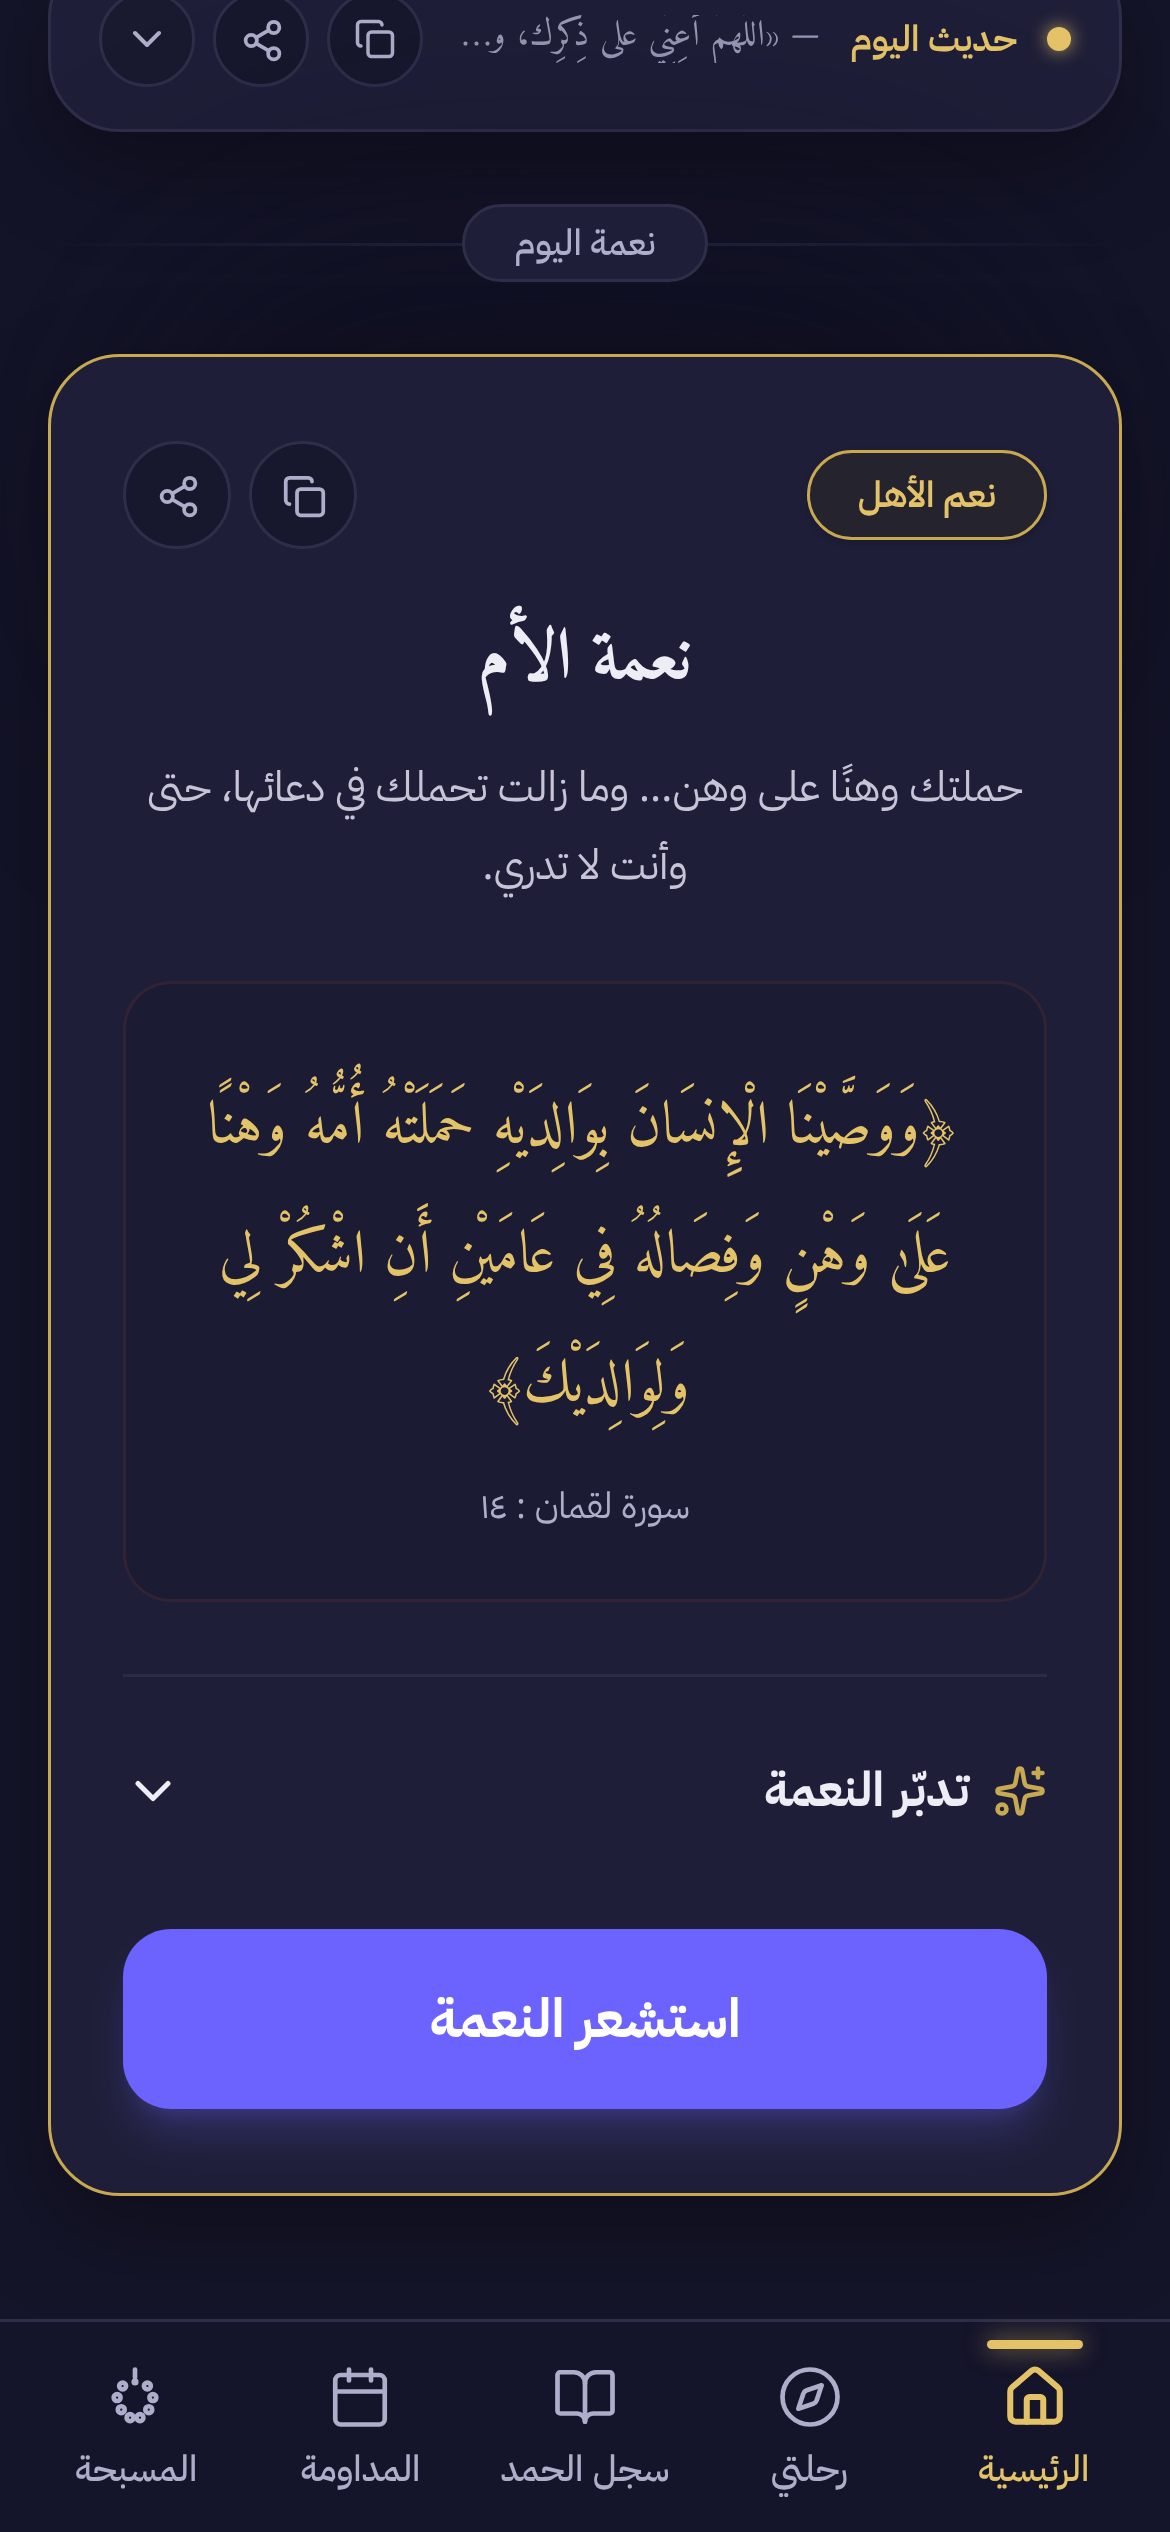 حديث اليوم — «اللهم أعِنِّي على ذِكرِك، و...
نعمة اليوم
نعم الأهل
نعمة الأم
حملتك وهنًا على وهن... وما زالت تحملك في دعائها، حتى
وأنت لا تدري.
﴿وَوَصَّيْنَا الْإِنسَانَ بِوَالِدَيْهِ حَمَلَتْهُ أُمُّهُ وَهْنًا
عَلَىٰ وَهْنٍ وَفِصَالُهُ فِي عَامَيْنِ أَنِ اشْكُرْ لِي
وَلِوَالِدَيْكَ﴾
سورة لقمان : ١٤
تدبّر النعمة
استشعر النعمة
الرئيسية
رحلتي
سجل الحمد
المداومة
المسبحة